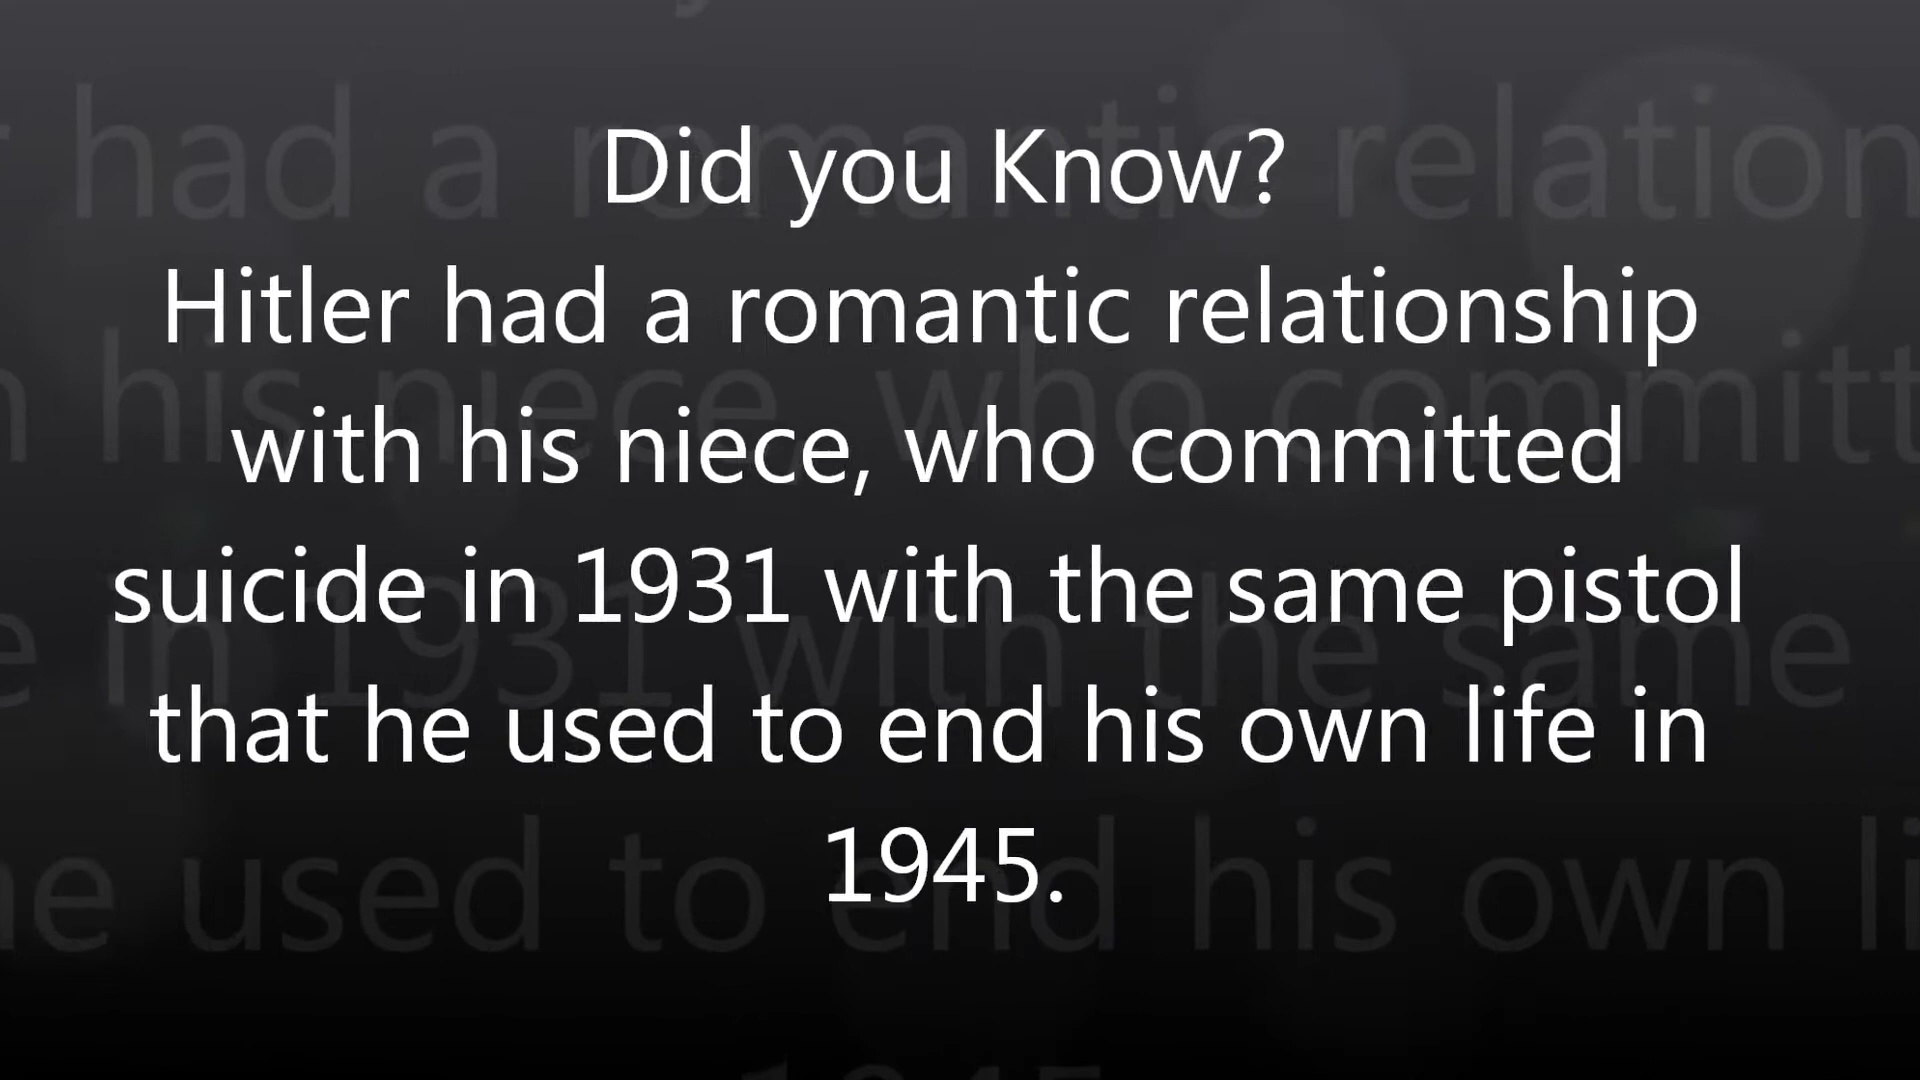 Did you Know?
Hitler had a romantic relationship
with his niece, who committed
suicide in 1931 with the same pistol
that he used to end his own life in
1945.